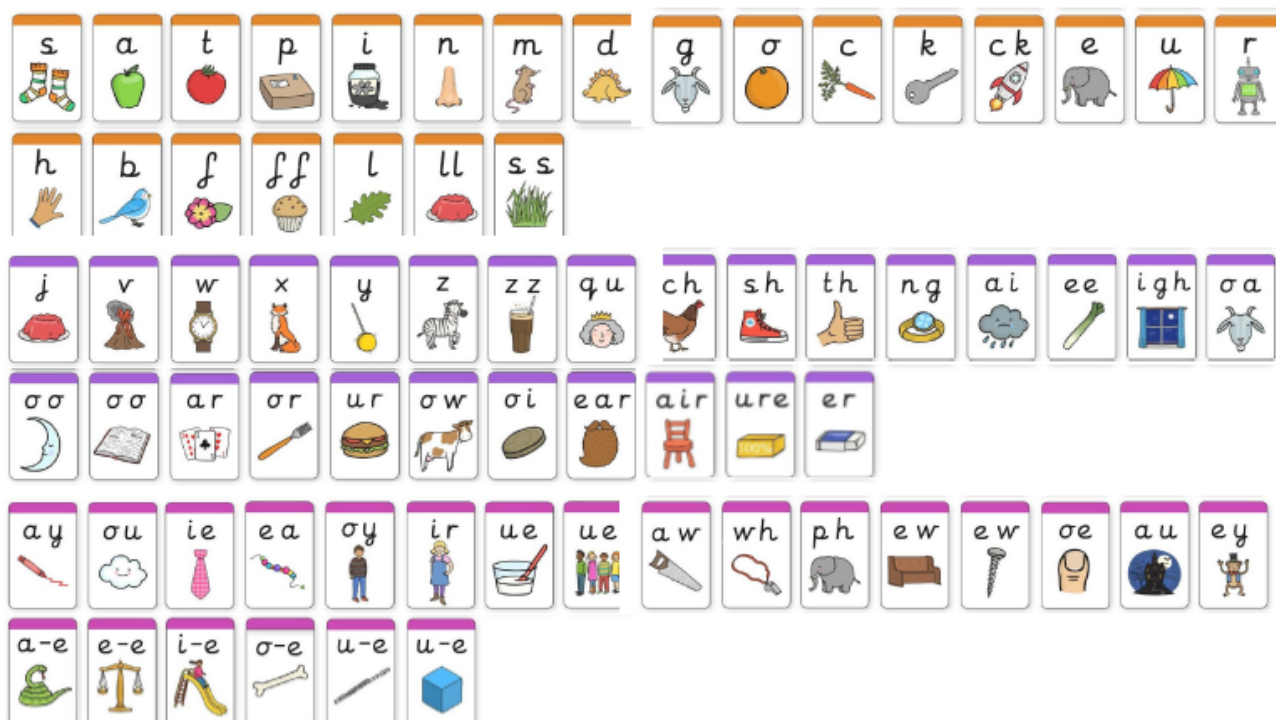 s a t p i n m d g o c k ck e u r
h b f ff l ll ss
j v w x y z zz qu ch sh th ng ai ee igh oa
oo oo ar or ur ow oi ear air ure er
100%
ay ou ie ea oy ir ue ue aw wh ph ew ew oe au ey
a-e e-e i-e o-e u-e u-e